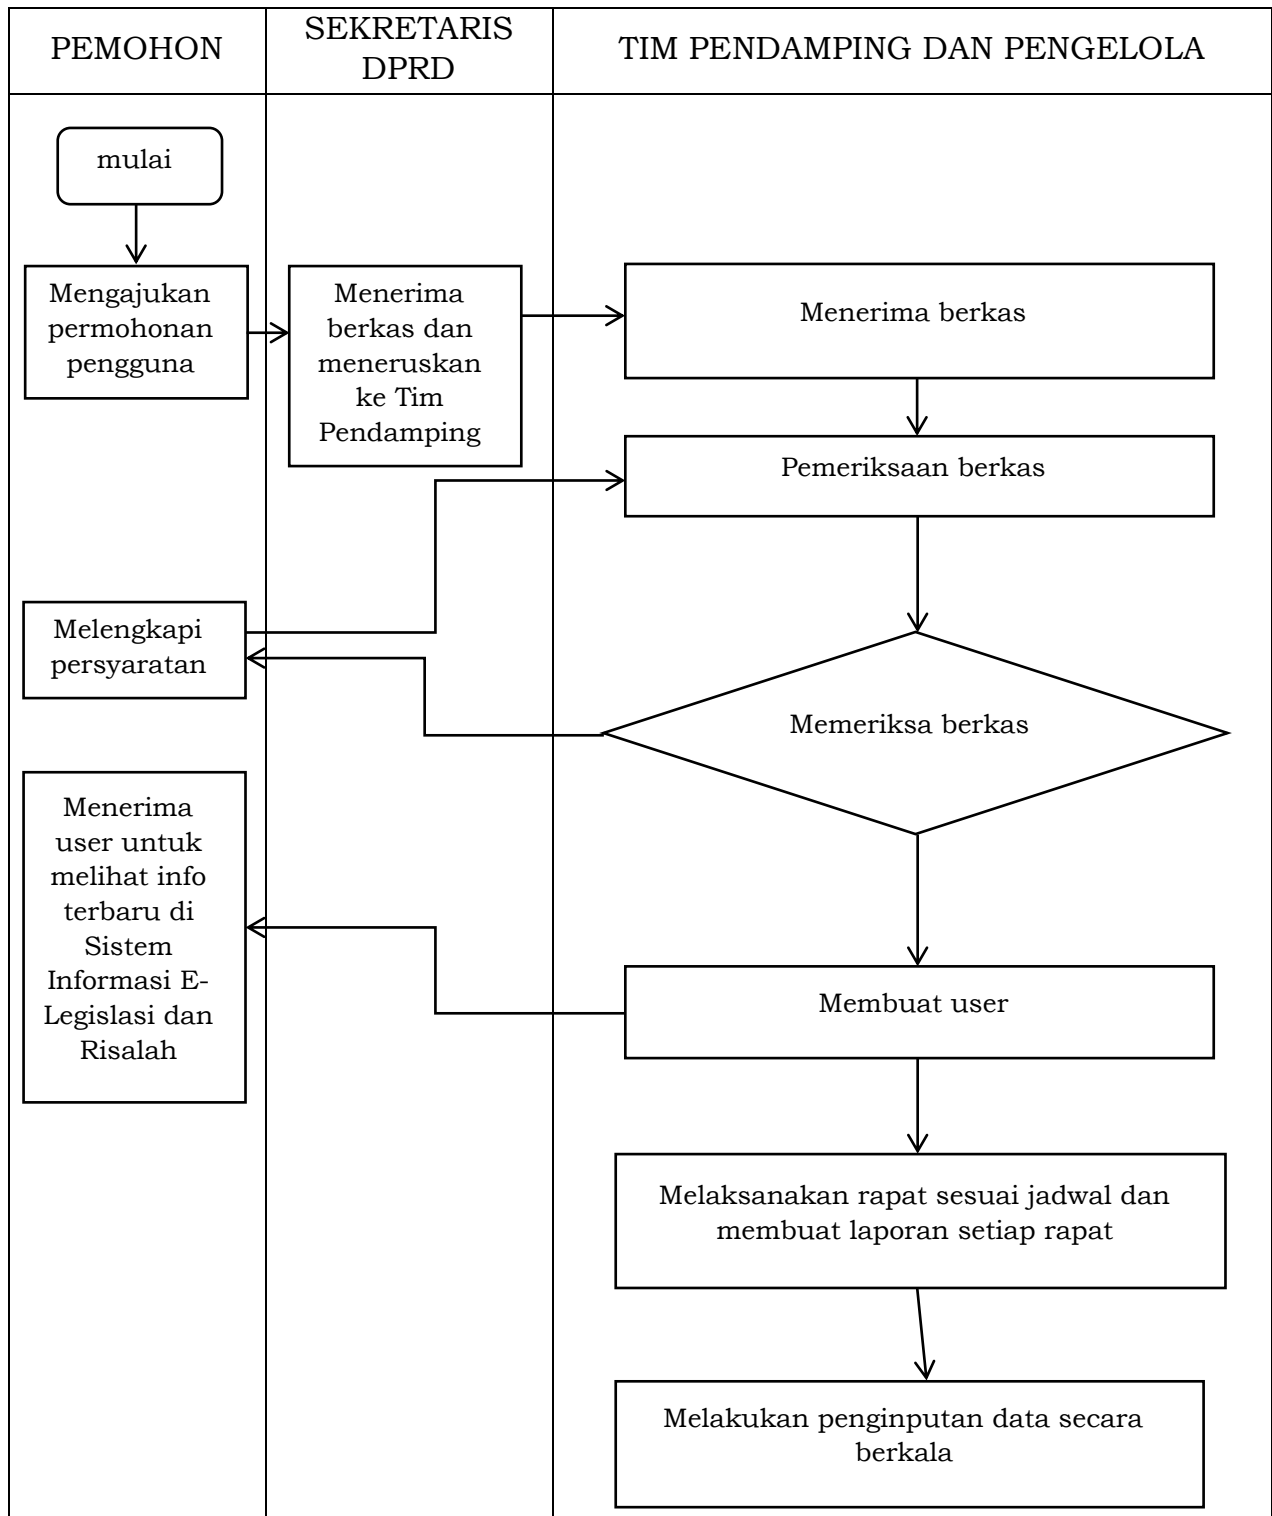 PEMOHON
SEKRETARIS
DPRD
TIM PENDAMPING DAN PENGELOLA
mulai
Mengajukan
permohonan
pengguna
Menerima
berkas dan
meneruskan
ke Tim
Pendamping
Menerima berkas
Pemeriksaan berkas
Melengkapi
persyaratan
Memeriksa berkas
Menerima
user untuk
melihat info
terbaru di
Sistem
Informasi E-
Legislasi dan
Risalah
Membuat user
Melaksanakan rapat sesuai jadwal dan
membuat laporan setiap rapat
Melakukan penginputan data secara
berkala